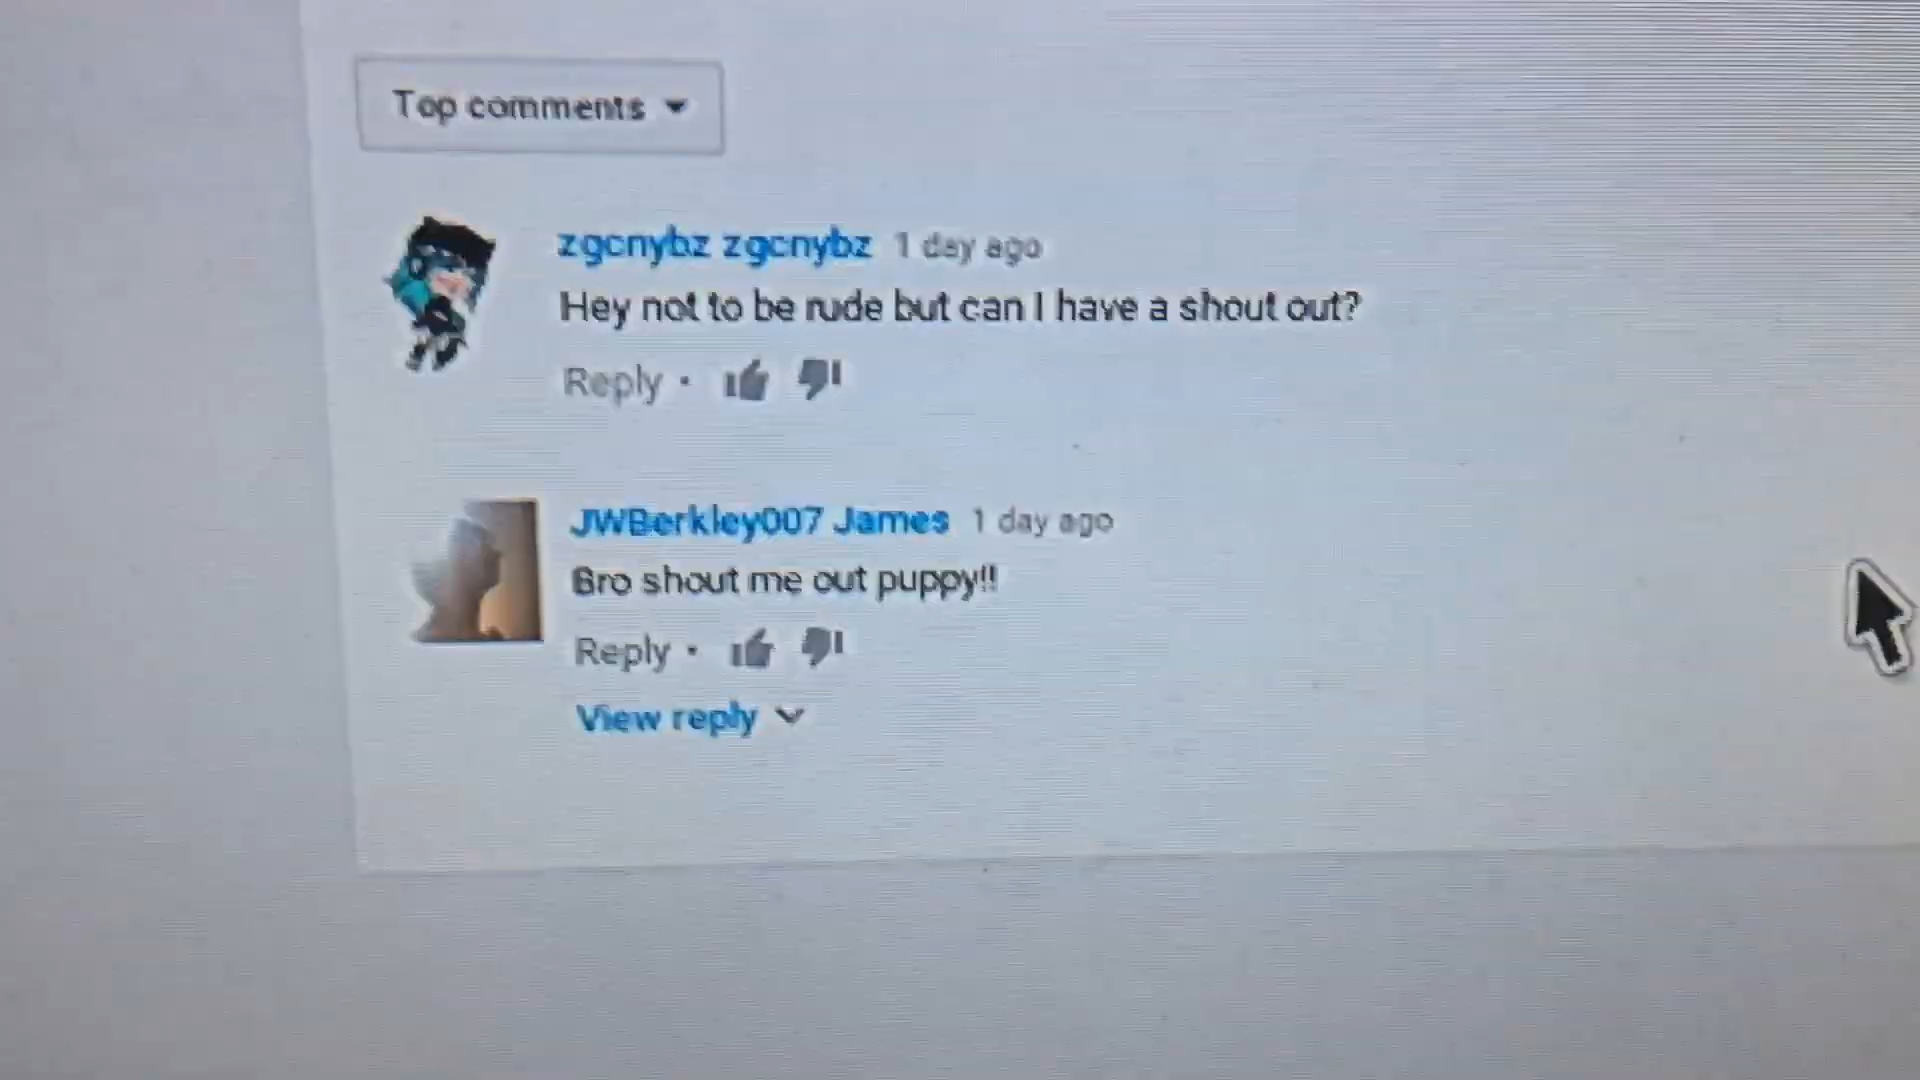 Top comments
zgcnybz zgcnybz 1 day ago
Hey not to be rude but can I have a shout out?
Reply •
JWBerkley007 James 1 day ago
Bro shout me out puppy!!
Reply •
View reply